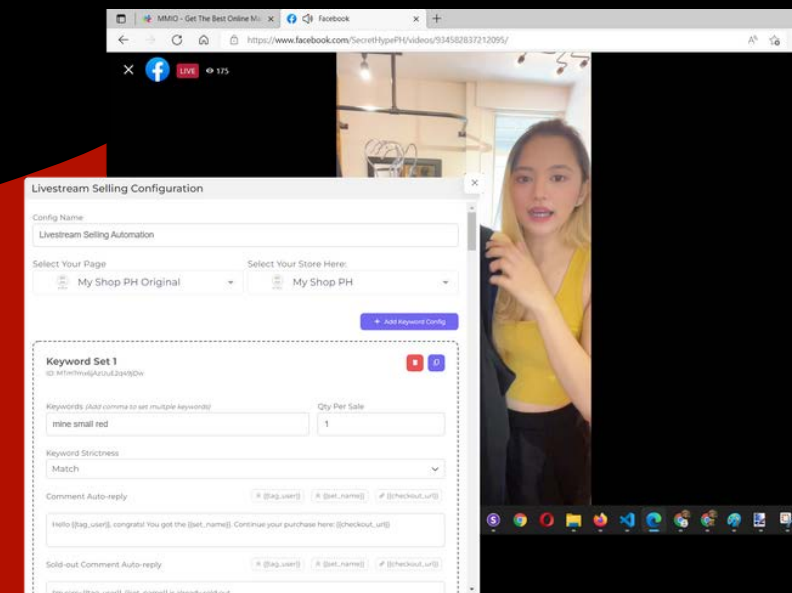 MMIO - Get The Best Online Ma
Facebook
https://www.facebook.com/SecretHypePH/videos/934582837212095/
LIVE
175
Livestream Selling Configuration
Config Name
Livestream Selling Automation
Select Your Page
Select Your Store Here:
My Shop PH Original
My Shop PH
+ Add Keyword Config
Keyword Set 1
Keywords (Add comma to set multiple keywords)
Qty Per Sale
mine small red
1
Keyword Strictness
Match
Comment Auto-reply
{{tag_user}}
{{set_name}}
{{checkout_url}}
Hello {{tag_user}}, congrats! You got the {{set_name}}. Continue your purchase here: {{checkout_url}}
Sold-out Comment Auto-reply
{{tag_user}}
{{set_name}}
{{checkout_url}}